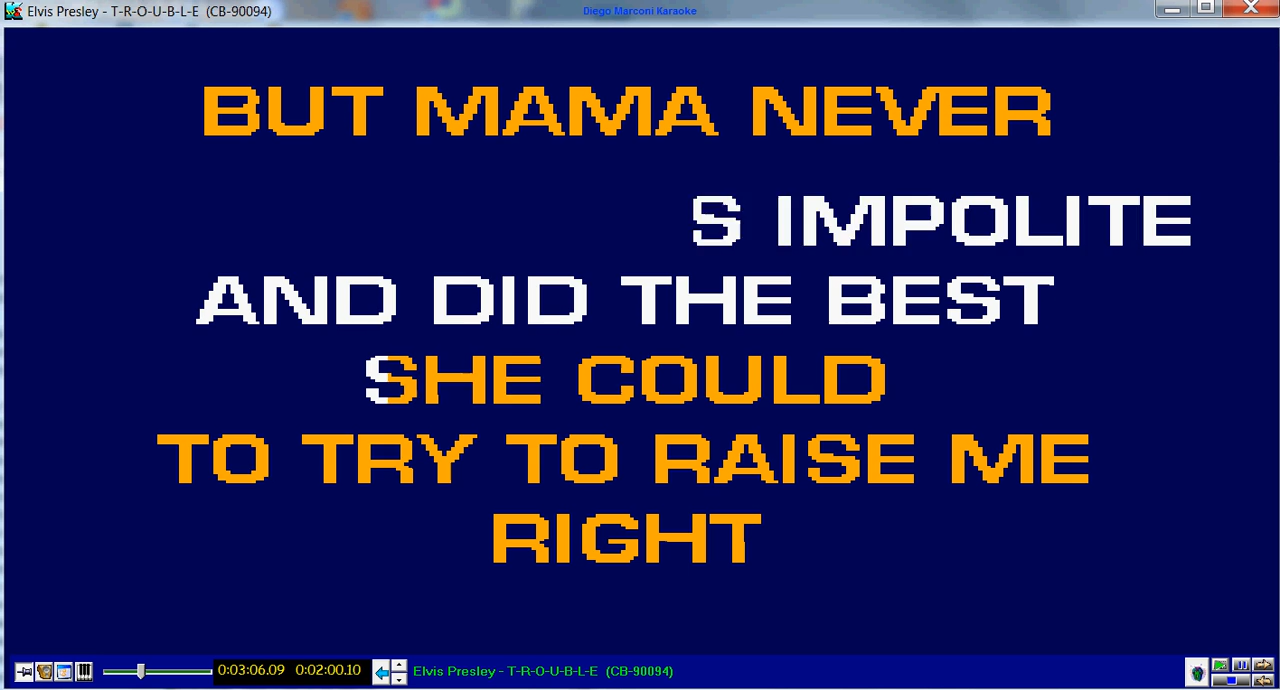 Elvis Presley - T-R-O-U-B-L-E (CB-90094)
Diego Marconi Karaoke
BUT MAMA NEVER
S IMPOLITE
AND DID THE BEST
SHE COULD
TO TRY TO RAISE ME
RIGHT
0:03:06.09 0:02:00.10 Elvis Presley - T-R-O-U-B-L-E (CB-90094)